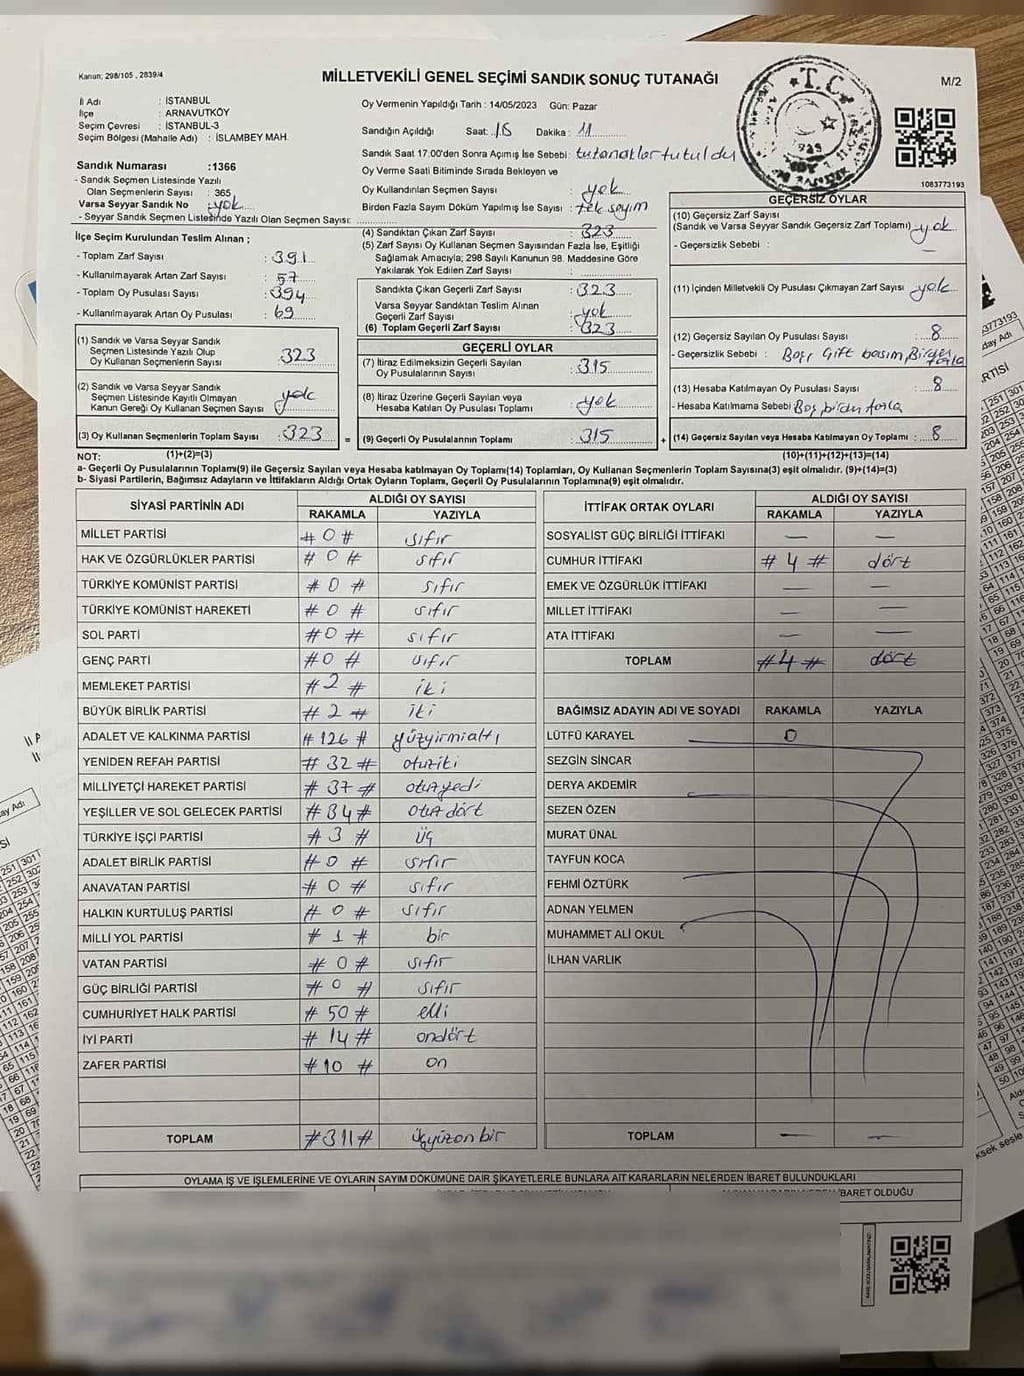 Kanun; 298/105 , 2839/4
MİLLETVEKİLİ GENEL SEÇİMİ SANDIK SONUÇ TUTANAĞI
M/2
İl Adı : İSTANBUL
İlçe : ARNAVUTKÖY
Seçim Çevresi : İSTANBUL-3
Seçim Bölgesi (Mahalle Adı) : İSLAMBEY MAH.
Oy Vermenin Yapıldığı Tarih : 14/05/2023 Gün: Pazar
Sandığın Açıldığı Saat: 18 Dakika : 11
Sandık Saat 17:00'den Sonra Açımış İse Sebebi: tutanaklar tutuldu
T.C.
1083773193
Sandık Numarası :1366
- Sandık Seçmen Listesinde Yazılı
Olan Seçmenlerin Sayısı : 365
Varsa Seyyar Sandık No : yok
- Seyyar Sandık Seçmen Listesinde Yazılı Olan Seçmen Sayısı:
Oy Verme Saati Bitiminde Sırada Bekleyen ve
Oy Kullandırılan Seçmen Sayısı : yok
Birden Fazla Sayım Döküm Yapılmış İse Sayısı : tek sayım
İlçe Seçim Kurulundan Teslim Alınan ;
- Toplam Zarf Sayısı : 391
- Kullanılmayarak Artan Zarf Sayısı : 57
- Toplam Oy Pusulası Sayısı : 394
- Kullanılmayarak Artan Oy Pusulası : 69
(1) Sandık ve Varsa Seyyar Sandık
Seçmen Listesinde Yazılı Olup
Oy Kullanan Seçmenlerin Sayısı : 323
(2) Sandık ve Varsa Seyyar Sandık
Seçmen Listesinde Kayıtlı Olmayan
Kanun Gereği Oy Kullanan Seçmen Sayısı : yok
(3) Oy Kullanan Seçmenlerin Toplam Sayısı : 323
(1)+(2)=(3)
(4) Sandıktan Çıkan Zarf Sayısı : 323
(5) Zarf Sayısı Oy Kullanan Seçmen Sayısından Fazla İse, Eşitliği
Sağlamak Amacıyla; 298 Sayılı Kanunun 98. Maddesine Göre
Yakılarak Yok Edilen Zarf Sayısı :
Sandıkta Çıkan Geçerli Zarf Sayısı : 323
Varsa Seyyar Sandıktan Teslim Alınan
Geçerli Zarf Sayısı : yok
(6) Toplam Geçerli Zarf Sayısı : 323
GEÇERLİ OYLAR
(7) İtiraz Edilmeksizin Geçerli Sayılan
Oy Pusulalarının Sayısı : 315
(8) İtiraz Üzerine Geçerli Sayılan veya
Hesaba Katılan Oy Pusulası Toplamı : yok
= (9) Geçerli Oy Pusulalarının Toplamı : 315 +
GEÇERSİZ OYLAR
(10) Geçersiz Zarf Sayısı
(Sandık ve Varsa Seyyar Sandık Geçersiz Zarf Toplamı) yok
- Geçersizlik Sebebi : —
(11) İçinden Milletvekili Oy Pusulası Çıkmayan Zarf Sayısı yok
(12) Geçersiz Sayılan Oy Pusulası Sayısı : 8
- Geçersizlik Sebebi : Boş, Çift basım, Birden fazla
(13) Hesaba Katılmayan Oy Pusulası Sayısı : 8
- Hesaba Katılmama Sebebi Boş birden fazla
(14) Geçersiz Sayılan veya Hesaba Katılmayan Oy Toplamı : 8
(10)+(11)+(12)+(13)=(14)
NOT:
a- Geçerli Oy Pusulalarının Toplamı(9) ile Geçersiz Sayılan veya Hesaba katılmayan Oy Toplamı(14) Toplamları, Oy Kullanan Seçmenlerin Toplam Sayısına(3) eşit olmalıdır. (9)+(14)=(3)
b- Siyasi Partilerin, Bağımsız Adayların ve İttifakların Aldığı Ortak Oyların Toplamı, Geçerli Oy Pusulalarının Toplamına(9) eşit olmalıdır.
SİYASİ PARTİNİN ADI ALDIĞI OY SAYISI
RAKAMLA YAZIYLA
MİLLET PARTİSİ # 0 # sıfır
HAK VE ÖZGÜRLÜKLER PARTİSİ # 0 # sıfır
TÜRKİYE KOMÜNİST PARTİSİ # 0 # sıfır
TÜRKİYE KOMÜNİST HAREKETİ # 0 # sıfır
SOL PARTİ #0 # sıfır
GENÇ PARTİ #0 # sıfır
MEMLEKET PARTİSİ #2 # iki
BÜYÜK BİRLİK PARTİSİ # 2 # iki
ADALET VE KALKINMA PARTİSİ # 126 # yüzyirmialtı
YENİDEN REFAH PARTİSİ # 32 # otuziki
MİLLİYETÇİ HAREKET PARTİSİ # 37 # otuzyedi
YEŞİLLER VE SOL GELECEK PARTİSİ # 34 # otuzdört
TÜRKİYE İŞÇİ PARTİSİ # 3 # üç
ADALET BİRLİK PARTİSİ # 0 # sıfır
ANAVATAN PARTİSİ # 0 # sıfır
HALKIN KURTULUŞ PARTİSİ # 0 # sıfır
MİLLİ YOL PARTİSİ # 1 # bir
VATAN PARTİSİ # 0 # sıfır
GÜÇ BİRLİĞİ PARTİSİ # 0 # sıfır
CUMHURİYET HALK PARTİSİ # 50 # elli
İYİ PARTİ # 14 # ondört
ZAFER PARTİSİ # 10 # on
TOPLAM #311# üçyüzonbir
İTTİFAK ORTAK OYLARI ALDIĞI OY SAYISI
RAKAMLA YAZIYLA
SOSYALİST GÜÇ BİRLİĞİ İTTİFAKI — —
CUMHUR İTTİFAKI # 4 # dört
EMEK VE ÖZGÜRLÜK İTTİFAKI — —
MİLLET İTTİFAKI — —
ATA İTTİFAKI — —
TOPLAM #4 # dört
BAĞIMSIZ ADAYIN ADI VE SOYADI RAKAMLA YAZIYLA
LÜTFÜ KARAYEL 0
SEZGİN SİNCAR
DERYA AKDEMİR
SEZEN ÖZEN
MURAT ÜNAL
TAYFUN KOCA
FEHMİ ÖZTÜRK
ADNAN YELMEN
MUHAMMET ALİ OKUL
İLHAN VARLIK
TOPLAM — —
OYLAMA İŞ VE İŞLEMLERİNE VE OYLARIN SAYIM DÖKÜMÜNE DAİR ŞİKAYETLERLE BUNLARA AİT KARARLARIN NELERDEN İBARET BULUNDUKLARI
İBARET OLDUĞU